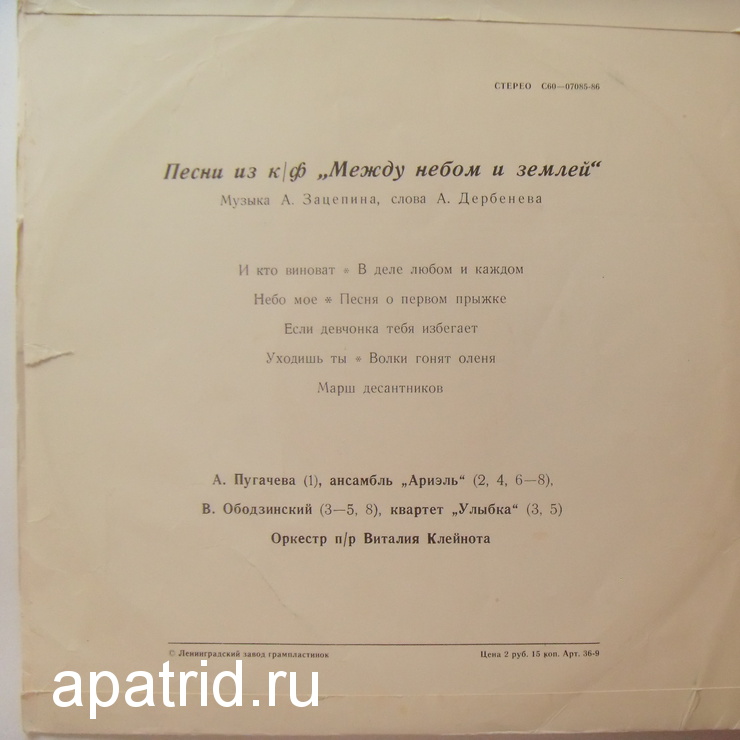 СТЕРЕО С60—07085-86
Песни из к/ф „Между небом и землей“
Музыка А. Зацепина, слова А. Дербенева
И кто виноват * В деле любом и каждом
Небо мое * Песня о первом прыжке
Если девчонка тебя избегает
Уходишь ты * Волки гонят оленя
Марш десантников
А. Пугачева (1), ансамбль „Ариэль“ (2, 4, 6—8),
В. Ободзинский (3—5, 8), квартет „Улыбка“ (3, 5)
Оркестр п/р Виталия Клейнота
© Ленинградский завод грампластинок Цена 2 руб. 15 коп. Арт. 36-9
apatrid.ru